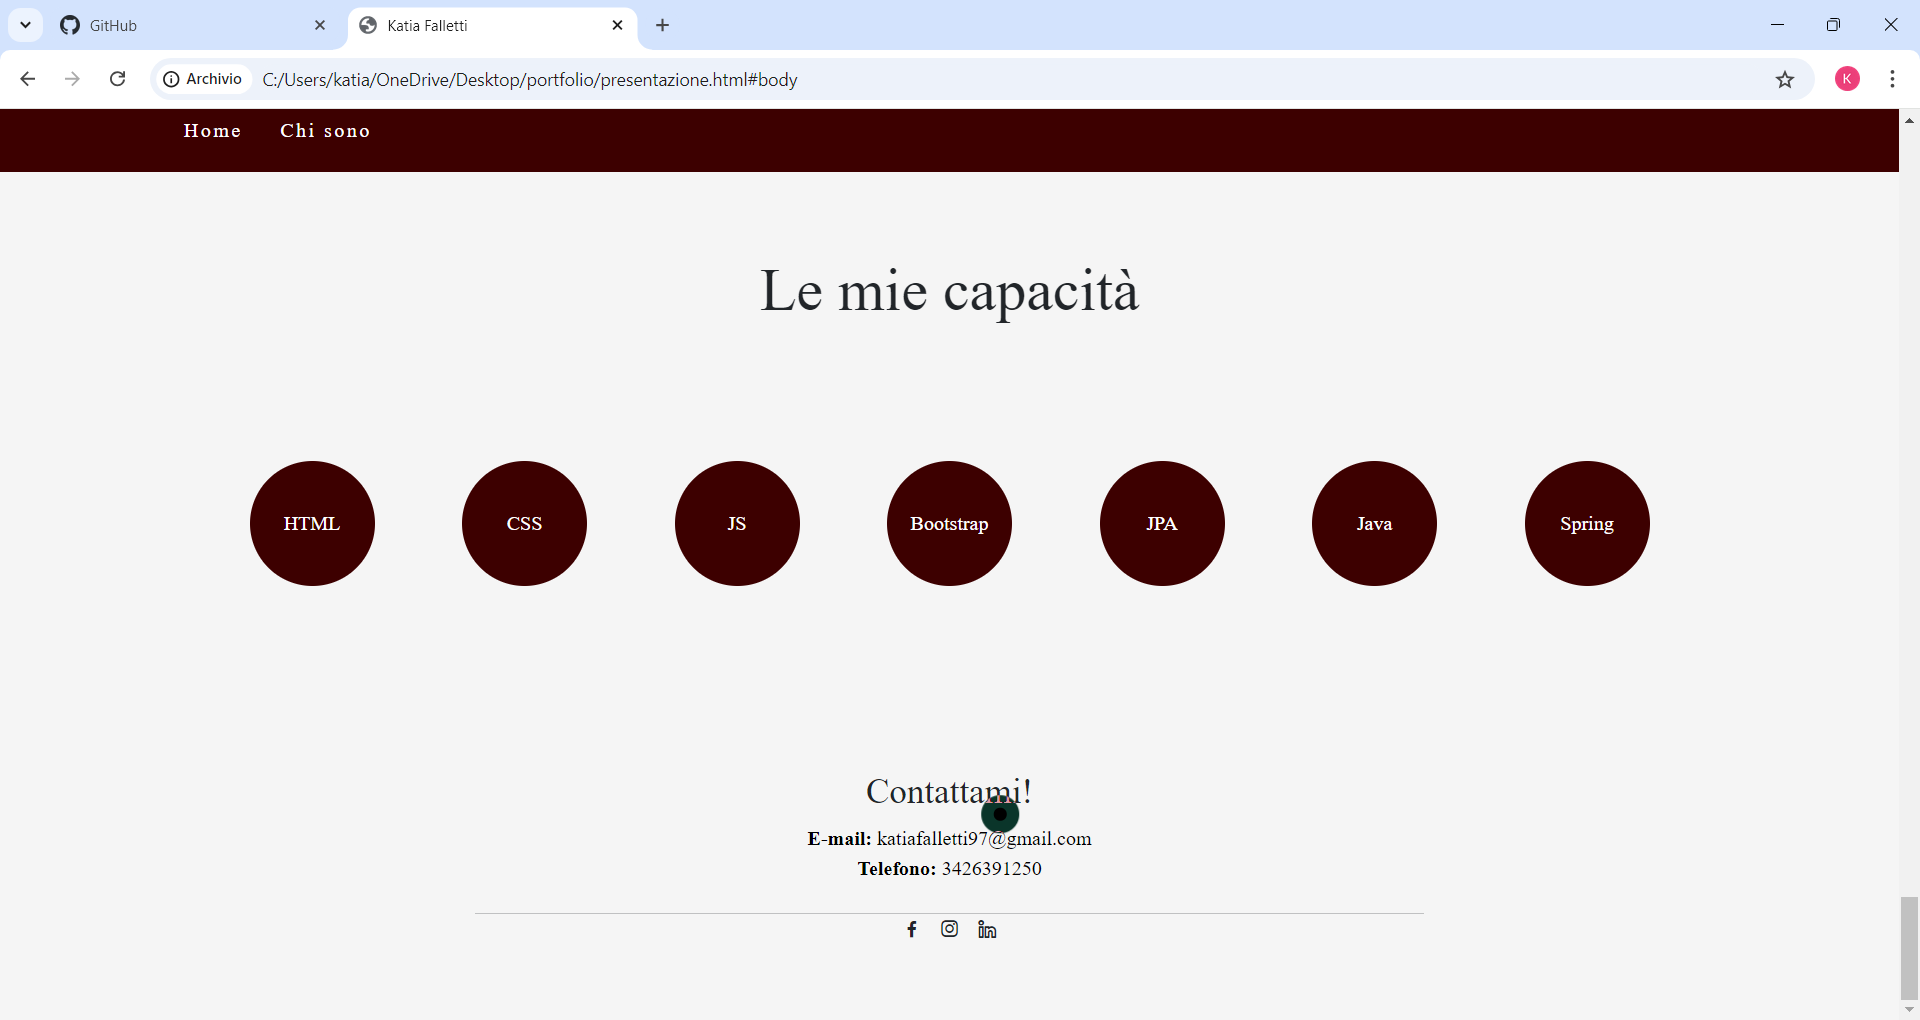 GitHub
Katia Falletti
Archivio
C:/Users/katia/OneDrive/Desktop/portfolio/presentazione.html#body
K
Home Chi sono
Le mie capacità
HTML CSS JS Bootstrap JPA Java Spring
Contattami!
E-mail: katiafalletti97@gmail.com
Telefono: 3426391250